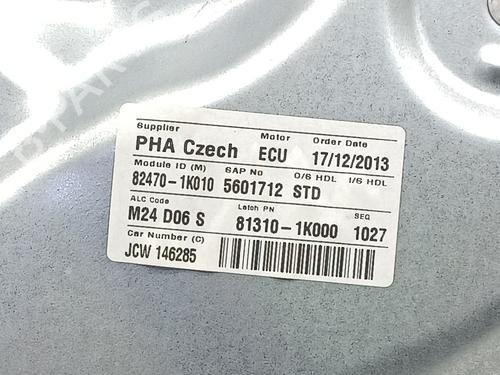 Supplier Motor Order Date
PHA Czech ECU 17/12/2013
Module ID (M) SAP No O/S HDL I/S HDL
82470-1K010 5601712 STD
ALC Code Latch PN SEQ
M24 D06 S 81310-1K000 1027
Car Number (C)
JCW 146285